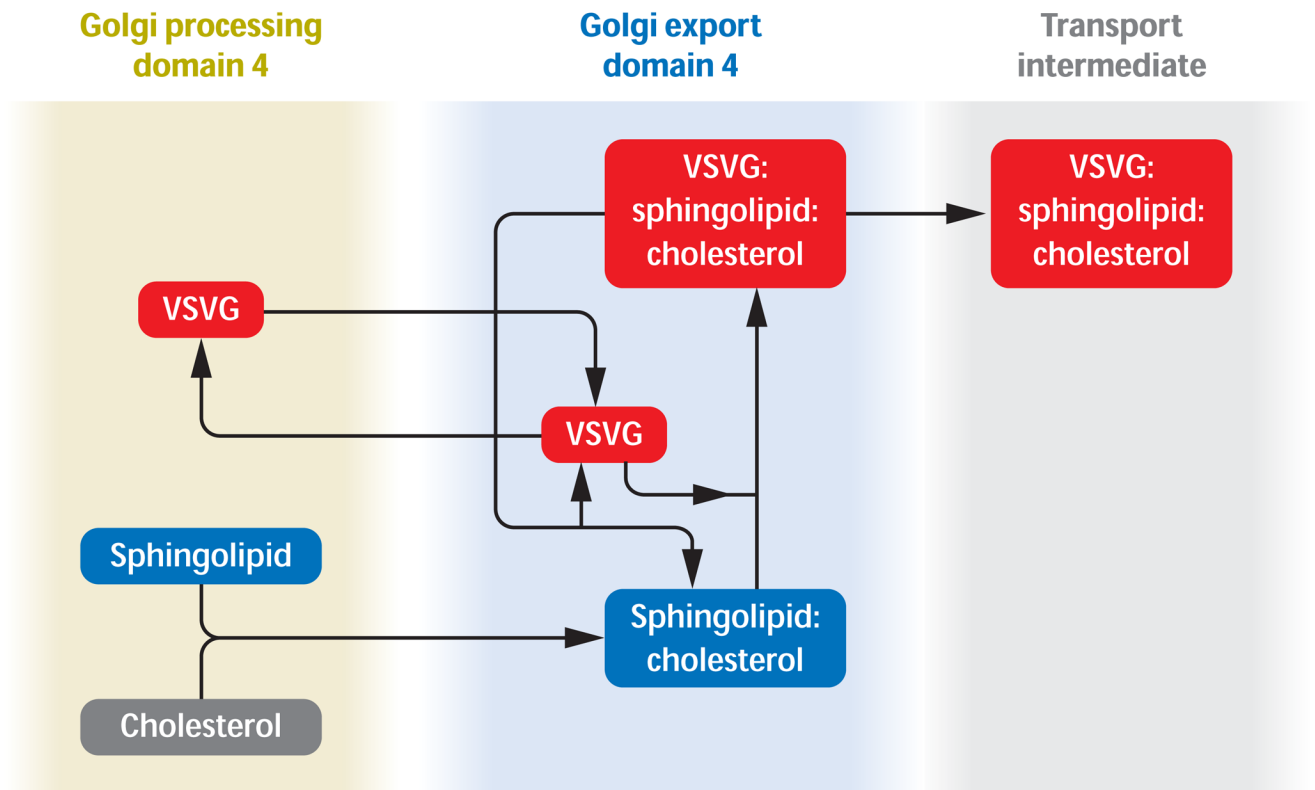 Golgi processing
domain 4
Golgi export
domain 4
Transport
intermediate
VSVG:
sphingolipid:
cholesterol
VSVG:
sphingolipid:
cholesterol
VSVG
VSVG
Sphingolipid
Sphingolipid:
cholesterol
Cholesterol